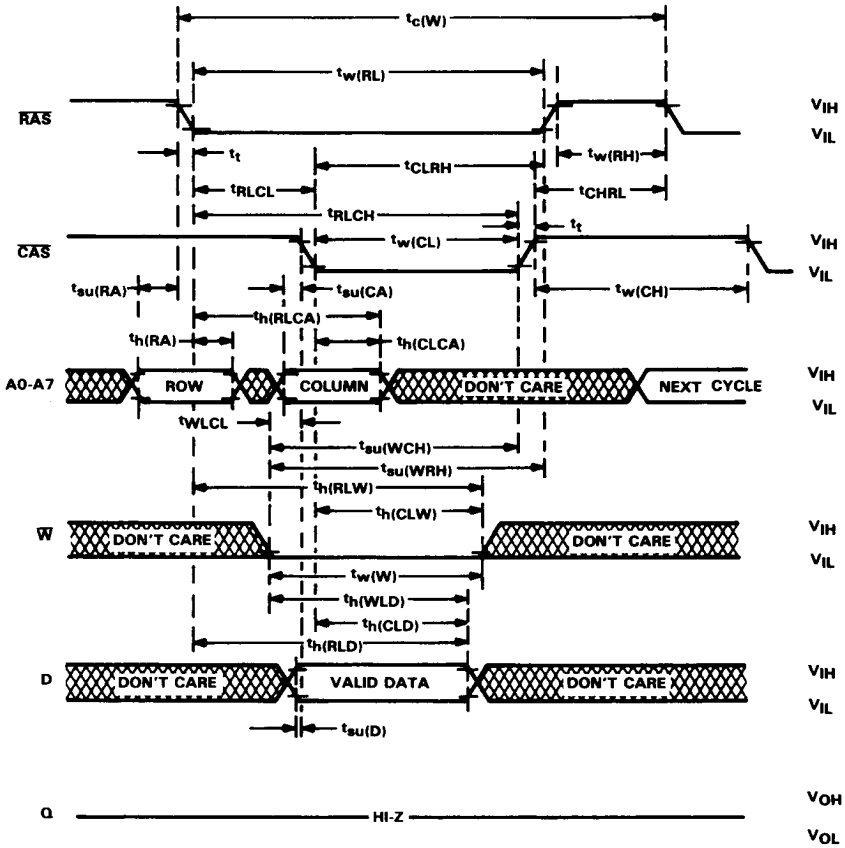 tc(W)
tw(RL)
RAS
VIH
VIL
tt
tCLRH
tw(RH)
tRLCL
tCHRL
tRLCH
tt
CAS
tw(CL)
VIH
VIL
tsu(RA)
tsu(CA)
tw(CH)
th(RLCA)
th(RA)
th(CLCA)
A0-A7
ROW
COLUMN
DON'T CARE
NEXT CYCLE
VIH
VIL
tWLCL
tsu(WCH)
tsu(WRH)
th(RLW)
th(CLW)
W
DON'T CARE
DON'T CARE
VIH
VIL
tw(W)
th(WLD)
th(CLD)
th(RLD)
D
DON'T CARE
VALID DATA
DON'T CARE
VIH
VIL
tsu(D)
Q
HI-Z
VOH
VOL